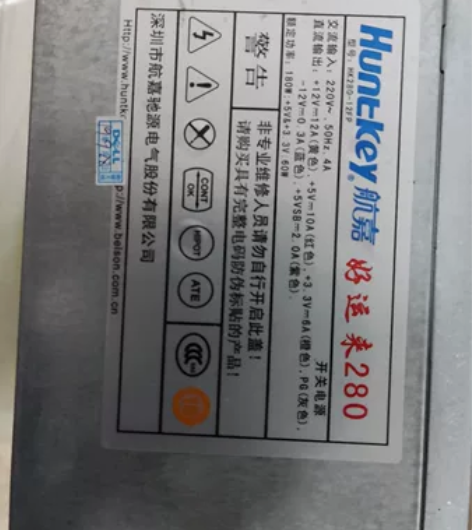 Huntkey® 航嘉 好运来280
型号: HK280-12FP
开关电源
交流输入: 220V~, 50Hz, 4A
直流输出: +12V⎓12A(黄色), +5V⎓10A(红色), +3.3V⎓6A(橙色), PG(灰色),
-12V⎓0.3A(蓝色), +5VSB⎓2.0A(紫色).
额定功率: 180W,+5V&+3.3V,60W
警告
非专业维修人员请勿自行开启此盖!
请购买具有完整电码防伪标贴的产品!
CONT
OK
HIPOT
ATE
CCC
深圳市航嘉驰源电气股份有限公司
Http://www.huntk
p://www.belson.com.cn
DELL